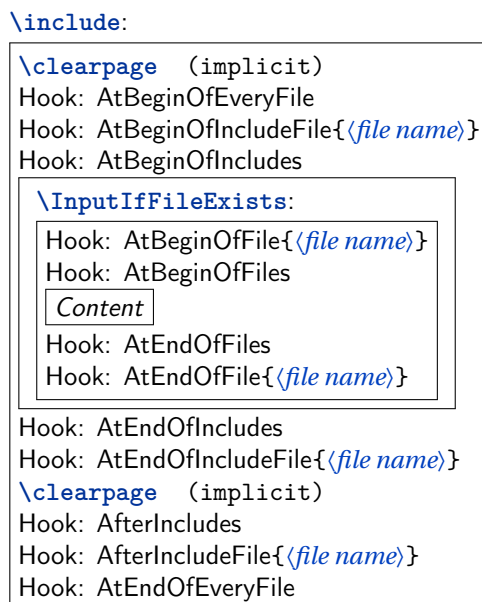 \include:
\clearpage (implicit)
Hook: AtBeginOfEveryFile
Hook: AtBeginOfIncludeFile{⟨file name⟩}
Hook: AtBeginOfIncludes
\InputIfFileExists:
Hook: AtBeginOfFile{⟨file name⟩}
Hook: AtBeginOfFiles
Content
Hook: AtEndOfFiles
Hook: AtEndOfFile{⟨file name⟩}
Hook: AtEndOfIncludes
Hook: AtEndOfIncludeFile{⟨file name⟩}
\clearpage (implicit)
Hook: AfterIncludes
Hook: AfterIncludeFile{⟨file name⟩}
Hook: AtEndOfEveryFile